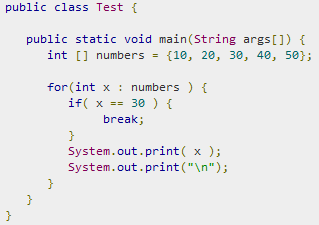 public class Test {
public static void main(String args[]) {
int [] numbers = {10, 20, 30, 40, 50};
for(int x : numbers ) {
if( x == 30 ) {
break;
}
System.out.print( x );
System.out.print("\n");
}
}
}